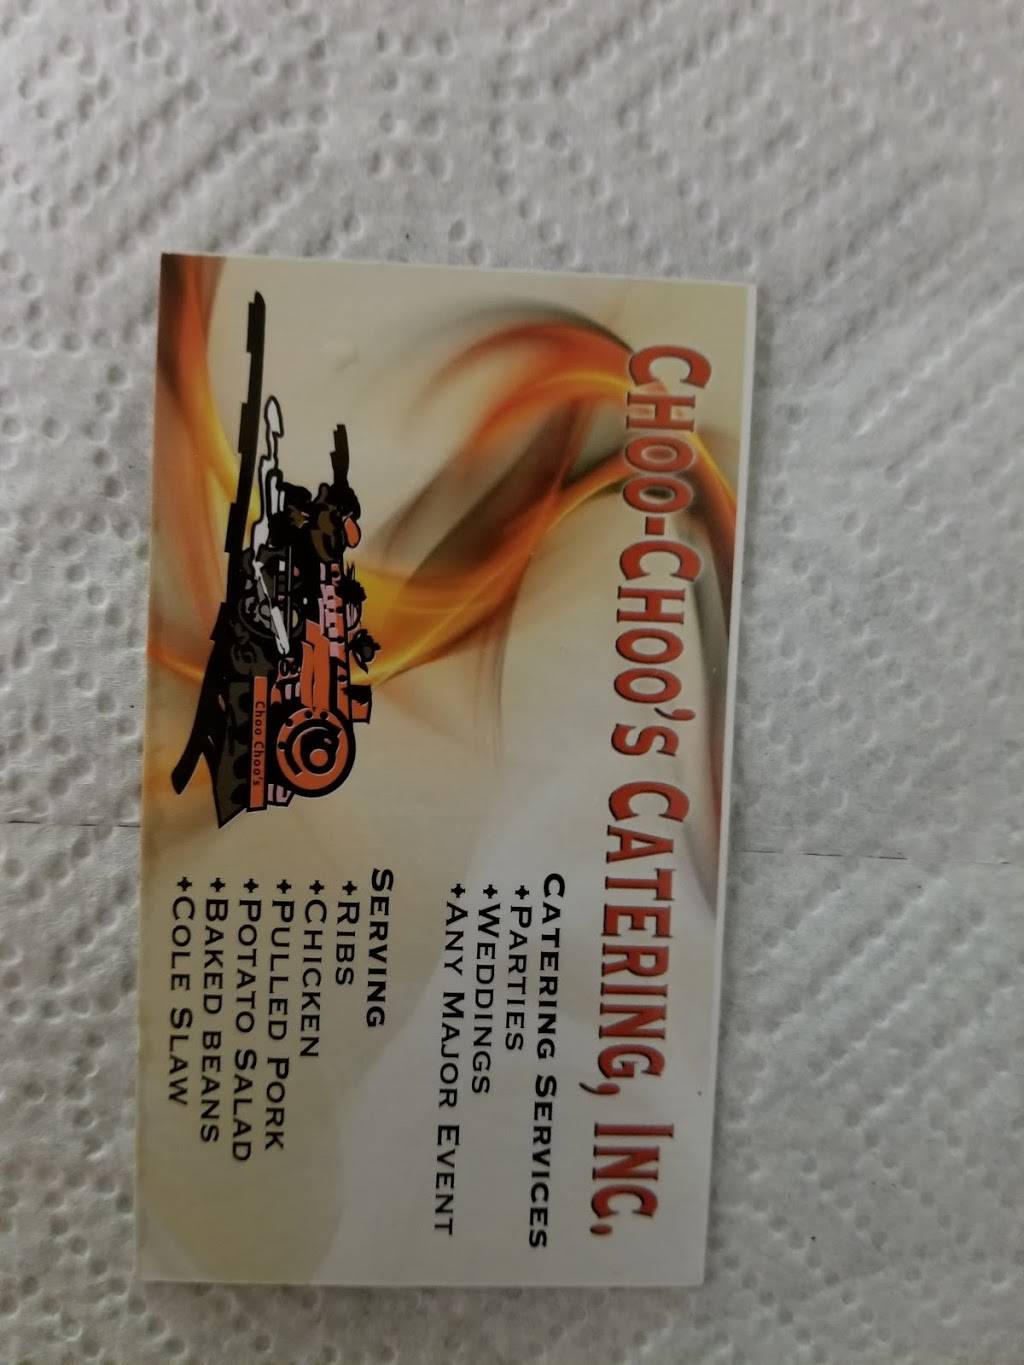 CHOO-CHOO'S CATERING, INC.
CATERING SERVICES
+PARTIES
+WEDDINGS
+ANY MAJOR EVENT
SERVING
+RIBS
+CHICKEN
+PULLED PORK
+POTATO SALAD
+BAKED BEANS
+COLE SLAW
Choo Choo's